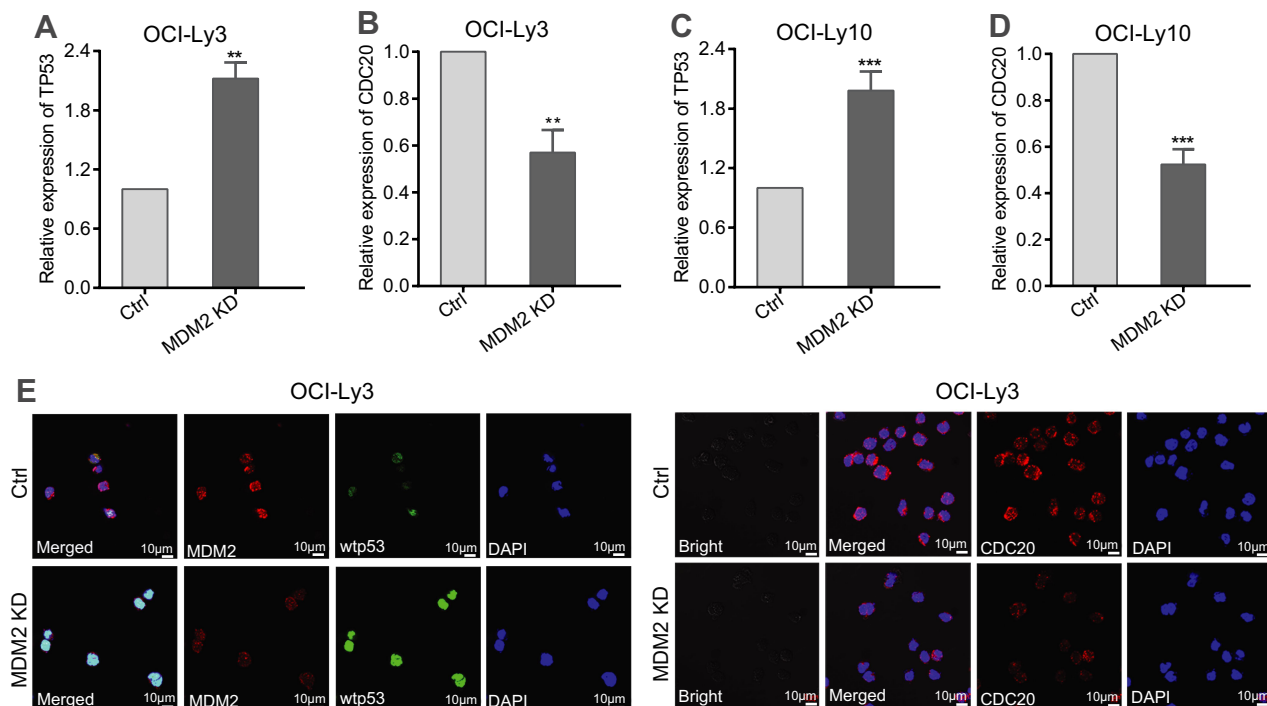 A
OCI-Ly3
Relative expression of TP53
2.4
1.8
1.2
0.6
0.0
**
Ctrl
MDM2 KD
B
OCI-Ly3
Relative expression of CDC20
1.0
0.8
0.6
0.4
0.2
0.0
**
Ctrl
MDM2 KD
C
OCI-Ly10
Relative expression of TP53
2.4
1.8
1.2
0.6
0.0
***
Ctrl
MDM2 KD
D
OCI-Ly10
Relative expression of CDC20
1.0
0.8
0.6
0.4
0.2
0.0
***
Ctrl
MDM2 KD
E
OCI-Ly3
Ctrl
Merged 10μm
MDM2 10μm
wtp53 10μm
DAPI 10μm
MDM2 KD
Merged 10μm
MDM2 10μm
wtp53 10μm
DAPI 10μm
OCI-Ly3
Ctrl
Bright 10μm
Merged 10μm
CDC20 10μm
DAPI 10μm
MDM2 KD
Bright 10μm
Merged 10μm
CDC20 10μm
DAPI 10μm